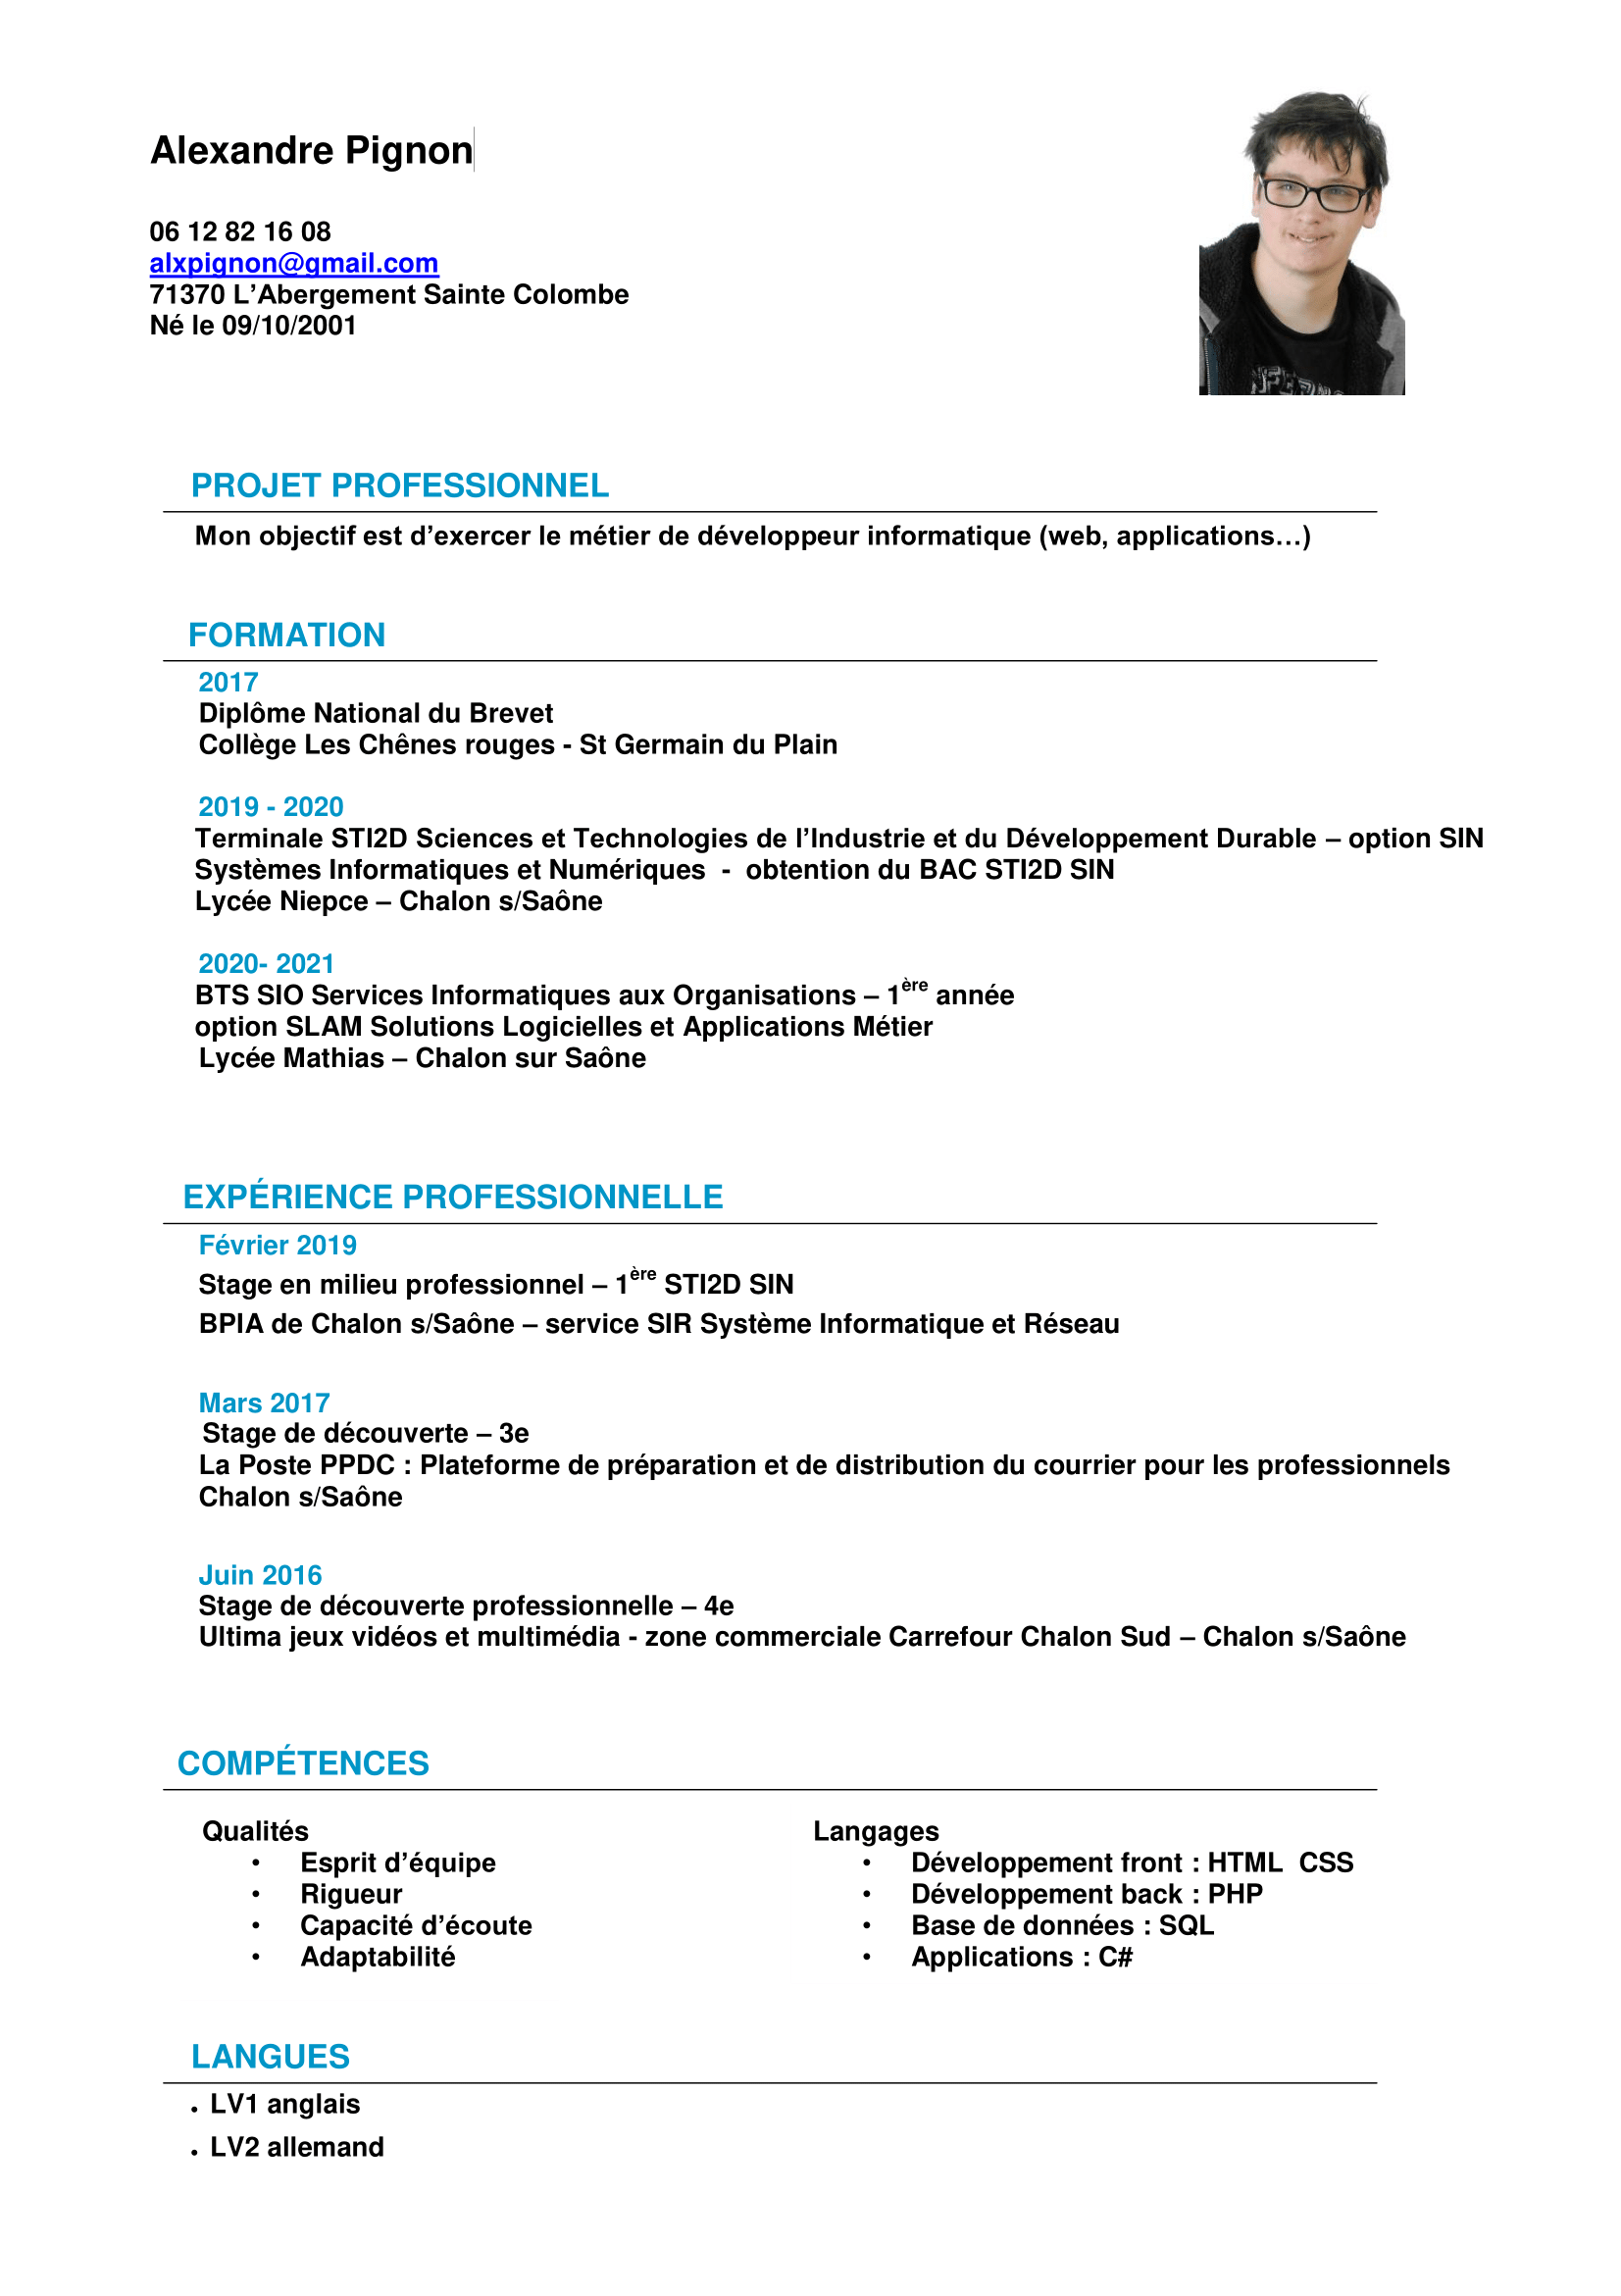 Alexandre Pignon
06 12 82 16 08
alxpignon@gmail.com
71370 L’Abergement Sainte Colombe
Né le 09/10/2001
PROJET PROFESSIONNEL
Mon objectif est d’exercer le métier de développeur informatique (web, applications…)
FORMATION
2017
Diplôme National du Brevet
Collège Les Chênes rouges - St Germain du Plain
2019 - 2020
Terminale STI2D Sciences et Technologies de l’Industrie et du Développement Durable – option SIN
Systèmes Informatiques et Numériques  -  obtention du BAC STI2D SIN
Lycée Niepce – Chalon s/Saône
2020- 2021
BTS SIO Services Informatiques aux Organisations – 1ère année
option SLAM Solutions Logicielles et Applications Métier
Lycée Mathias – Chalon sur Saône
EXPÉRIENCE PROFESSIONNELLE
Février 2019
Stage en milieu professionnel – 1ère STI2D SIN
BPIA de Chalon s/Saône – service SIR Système Informatique et Réseau
Mars 2017
Stage de découverte – 3e
La Poste PPDC : Plateforme de préparation et de distribution du courrier pour les professionnels
Chalon s/Saône
Juin 2016
Stage de découverte professionnelle – 4e
Ultima jeux vidéos et multimédia - zone commerciale Carrefour Chalon Sud – Chalon s/Saône
COMPÉTENCES
Qualités
• Esprit d’équipe
• Rigueur
• Capacité d’écoute
• Adaptabilité
Langages
• Développement front : HTML  CSS
• Développement back : PHP
• Base de données : SQL
• Applications : C#
LANGUES
• LV1 anglais
• LV2 allemand